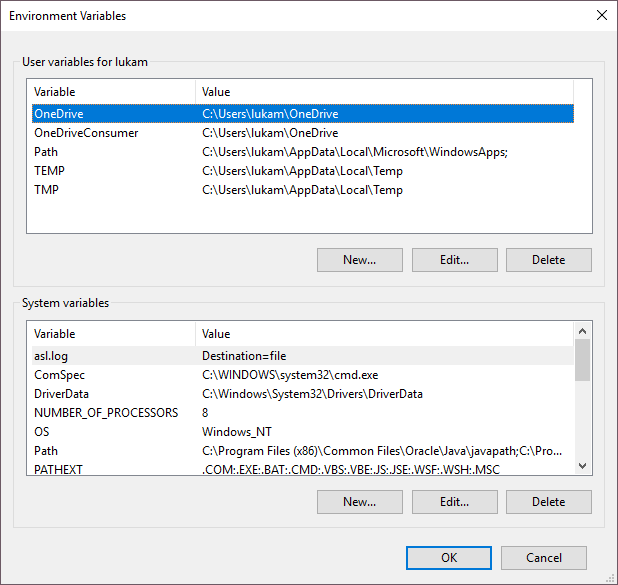 Environment Variables
User variables for lukam
Variable Value
OneDrive C:\Users\lukam\OneDrive
OneDriveConsumer C:\Users\lukam\OneDrive
Path C:\Users\lukam\AppData\Local\Microsoft\WindowsApps;
TEMP C:\Users\lukam\AppData\Local\Temp
TMP C:\Users\lukam\AppData\Local\Temp
New... Edit... Delete
System variables
Variable Value
asl.log Destination=file
ComSpec C:\WINDOWS\system32\cmd.exe
DriverData C:\Windows\System32\Drivers\DriverData
NUMBER_OF_PROCESSORS 8
OS Windows_NT
Path C:\Program Files (x86)\Common Files\Oracle\Java\javapath;C:\Pro...
PATHEXT .COM;.EXE;.BAT;.CMD;.VBS;.VBE;.JS;.JSE;.WSF;.WSH;.MSC
New... Edit... Delete
OK Cancel